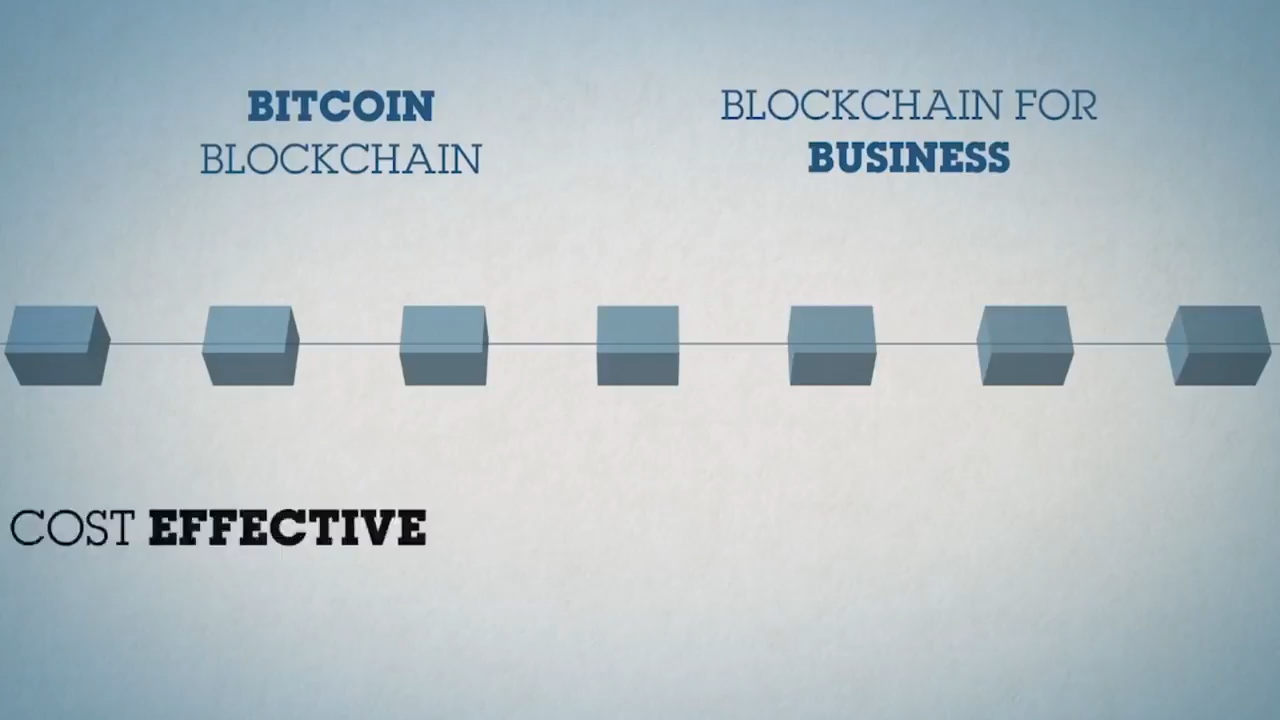 BITCOIN
BLOCKCHAIN
BLOCKCHAIN FOR
BUSINESS
COST EFFECTIVE